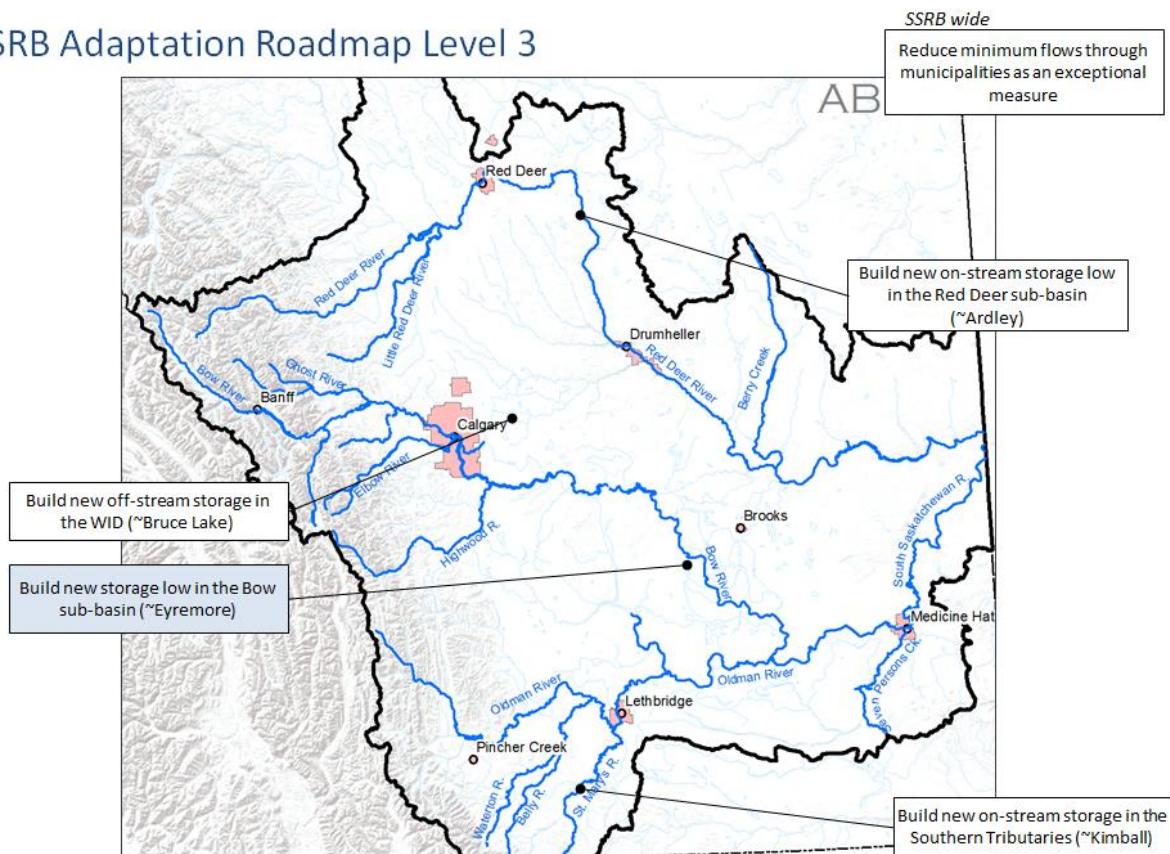 SRB Adaptation Roadmap Level 3
SSRB wide
Reduce minimum flows through
municipalities as an exceptional
measure
AB
Red Deer
Red Deer River
Little Red Deer River
Build new on-stream storage low
in the Red Deer sub-basin
(~Ardley)
Drumheller
Red Deer River
Berry Creek
Ghost River
Bow River
Banff
Calgary
Elbow River
Build new off-stream storage in
the WID (~Bruce Lake)
Highwood R.
Brooks
South Saskatchewan R.
Bow River
Build new storage low in the Bow
sub-basin (~Eyremore)
Medicine Hat
Seven Persons Ck.
Oldman River
Oldman River
Lethbridge
Pincher Creek
Waterton R.
Belly R.
St. Mary's R.
Build new on-stream storage in the
Southern Tributaries (~Kimball)